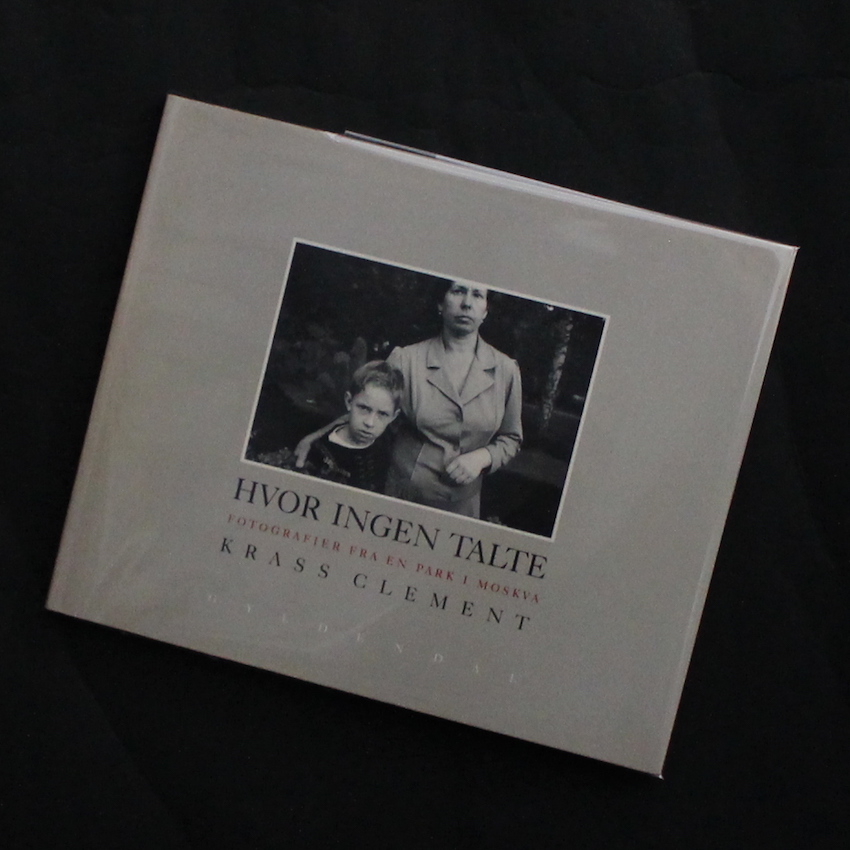 HVOR INGEN TALTE
FOTOGRAFIER FRA EN PARK I MOSKVA
KRASS CLEMENT
GYLDENDAL